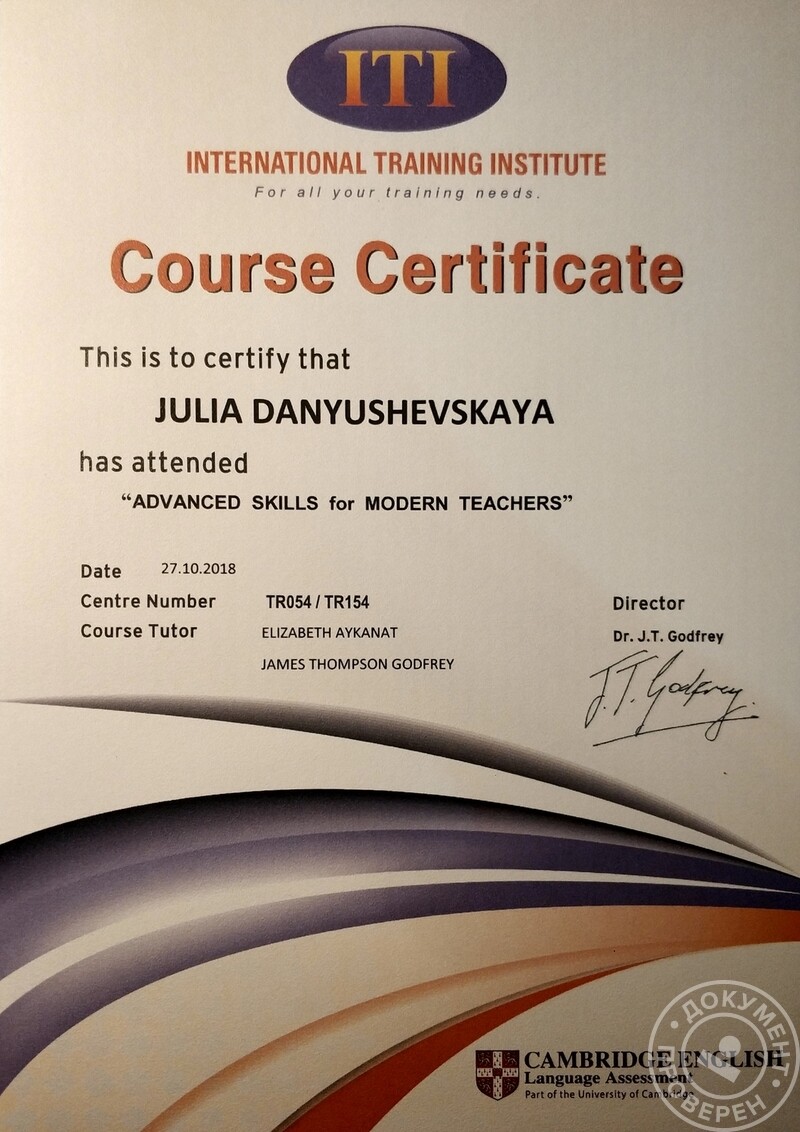 ITI
INTERNATIONAL TRAINING INSTITUTE
For all your training needs.
Course Certificate
This is to certify that
JULIA DANYUSHEVSKAYA
has attended
“ADVANCED SKILLS for MODERN TEACHERS”
Date 27.10.2018
Centre Number TR054 / TR154
Course Tutor ELIZABETH AYKANAT
JAMES THOMPSON GODFREY
Director
Dr. J.T. Godfrey
J.T. Godfrey
CAMBRIDGE ENGLISH
Language Assessment
Part of the University of Cambridge
ДОКУМЕНТ
ПРОВЕРЕН